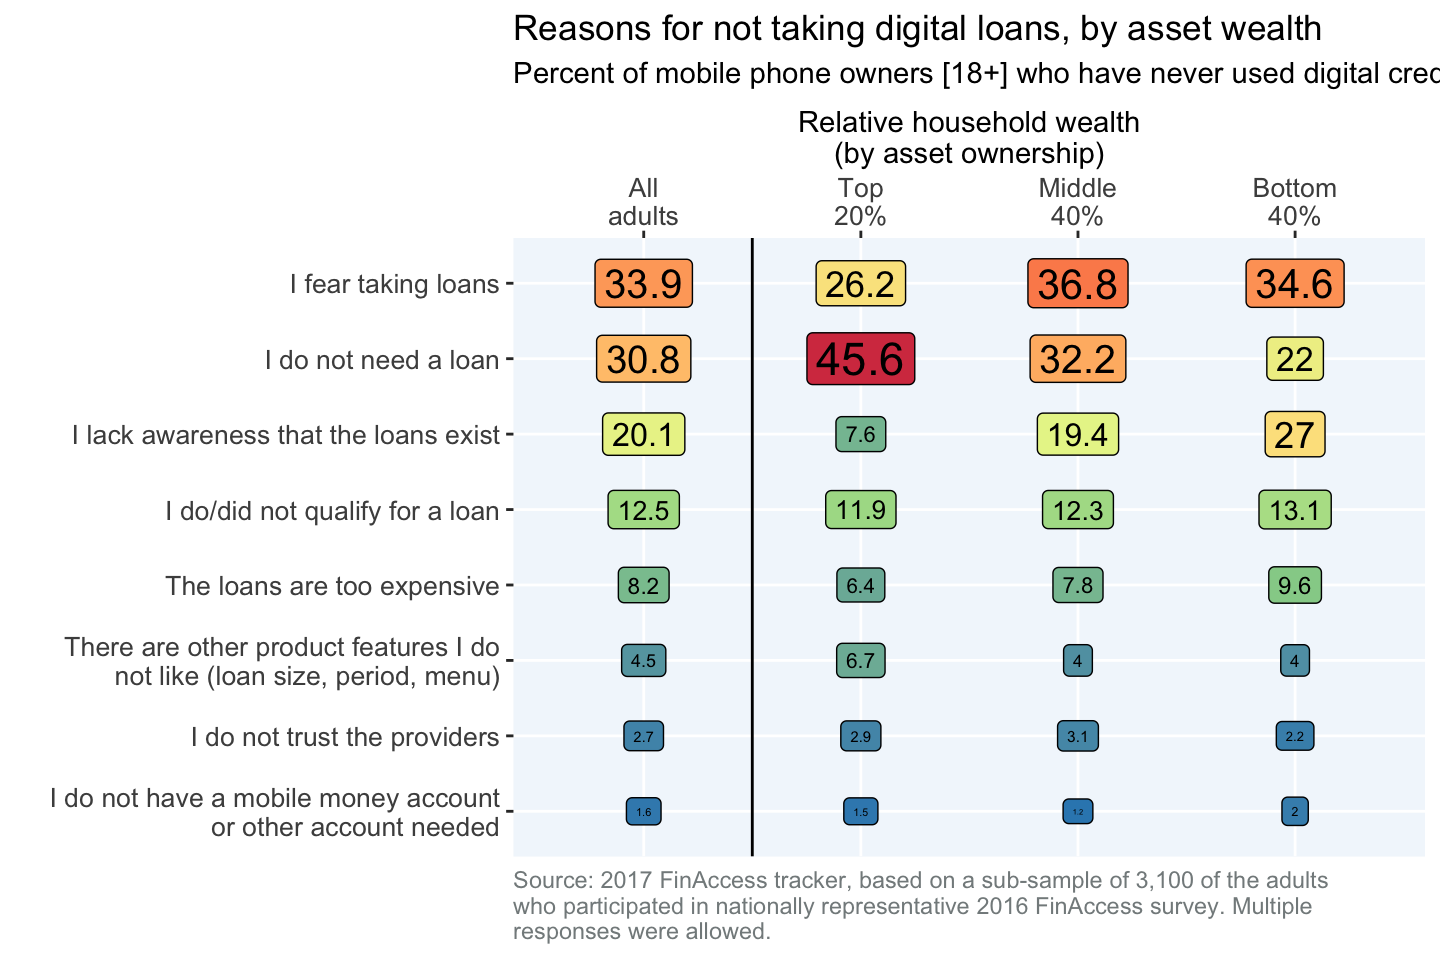 Reasons for not taking digital loans, by asset wealth
Percent of mobile phone owners [18+] who have never used digital cred
Relative household wealth
(by asset ownership)
All adults Top 20% Middle 40% Bottom 40%
I fear taking loans 33.9 26.2 36.8 34.6
I do not need a loan 30.8 45.6 32.2 22
I lack awareness that the loans exist 20.1 7.6 19.4 27
I do/did not qualify for a loan 12.5 11.9 12.3 13.1
The loans are too expensive 8.2 6.4 7.8 9.6
There are other product features I do
not like (loan size, period, menu) 4.5 6.7 4 4
I do not trust the providers 2.7 2.9 3.1 2.2
I do not have a mobile money account
or other account needed 1.6 1.5 1.2 2
Source: 2017 FinAccess tracker, based on a sub-sample of 3,100 of the adults
who participated in nationally representative 2016 FinAccess survey. Multiple
responses were allowed.